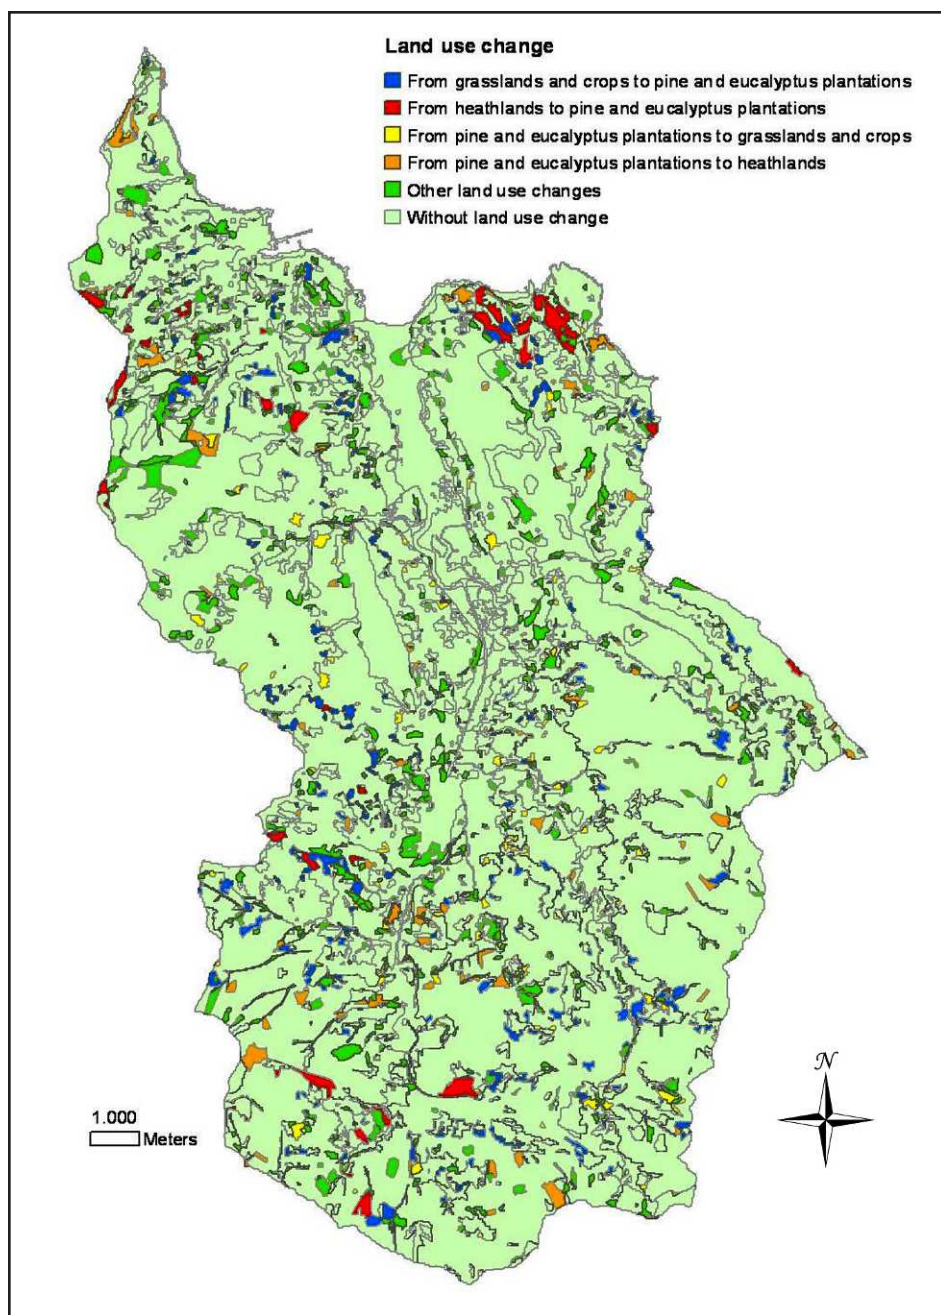 Land use change
From grasslands and crops to pine and eucalyptus plantations
From heathlands to pine and eucalyptus plantations
From pine and eucalyptus plantations to grasslands and crops
From pine and eucalyptus plantations to heathlands
Other land use changes
Without land use change
N
1.000
Meters